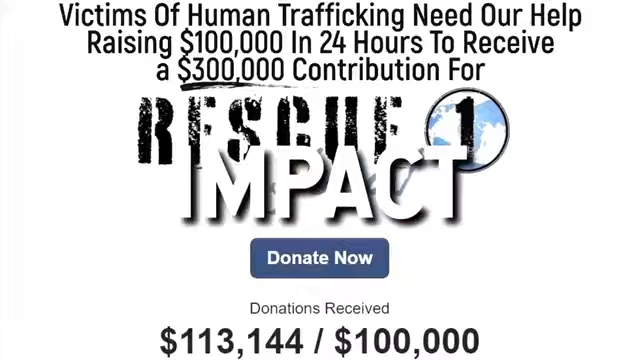 Victims Of Human Trafficking Need Our Help
Raising $100,000 In 24 Hours To Receive
a $300,000 Contribution For
RESCUE 1
IMPACT
Donate Now
Donations Received
$113,144 / $100,000